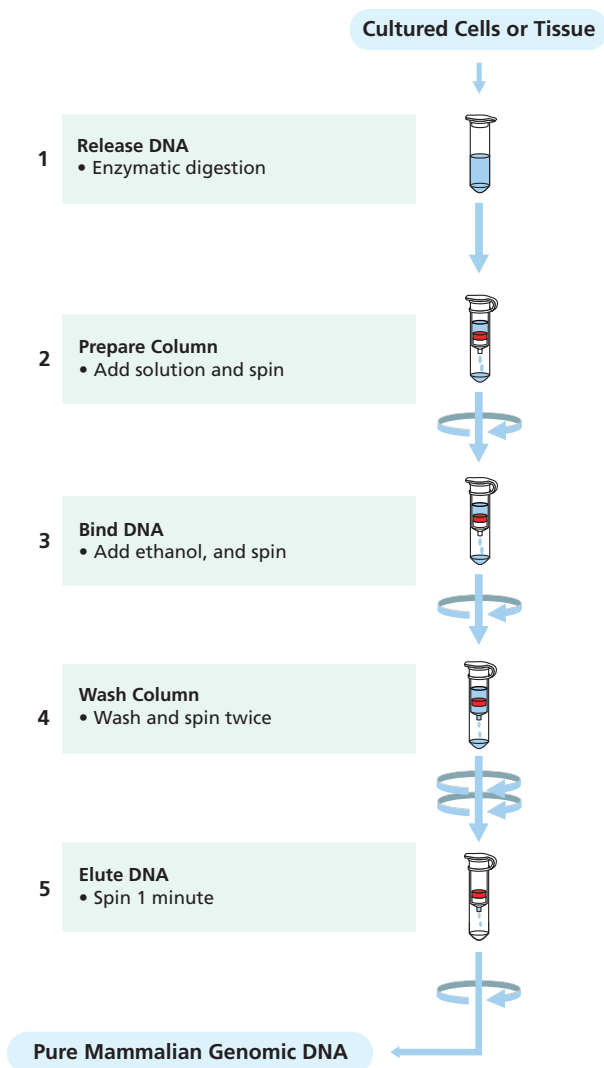 Cultured Cells or Tissue
1
Release DNA
• Enzymatic digestion
2
Prepare Column
• Add solution and spin
3
Bind DNA
• Add ethanol, and spin
4
Wash Column
• Wash and spin twice
5
Elute DNA
• Spin 1 minute
Pure Mammalian Genomic DNA